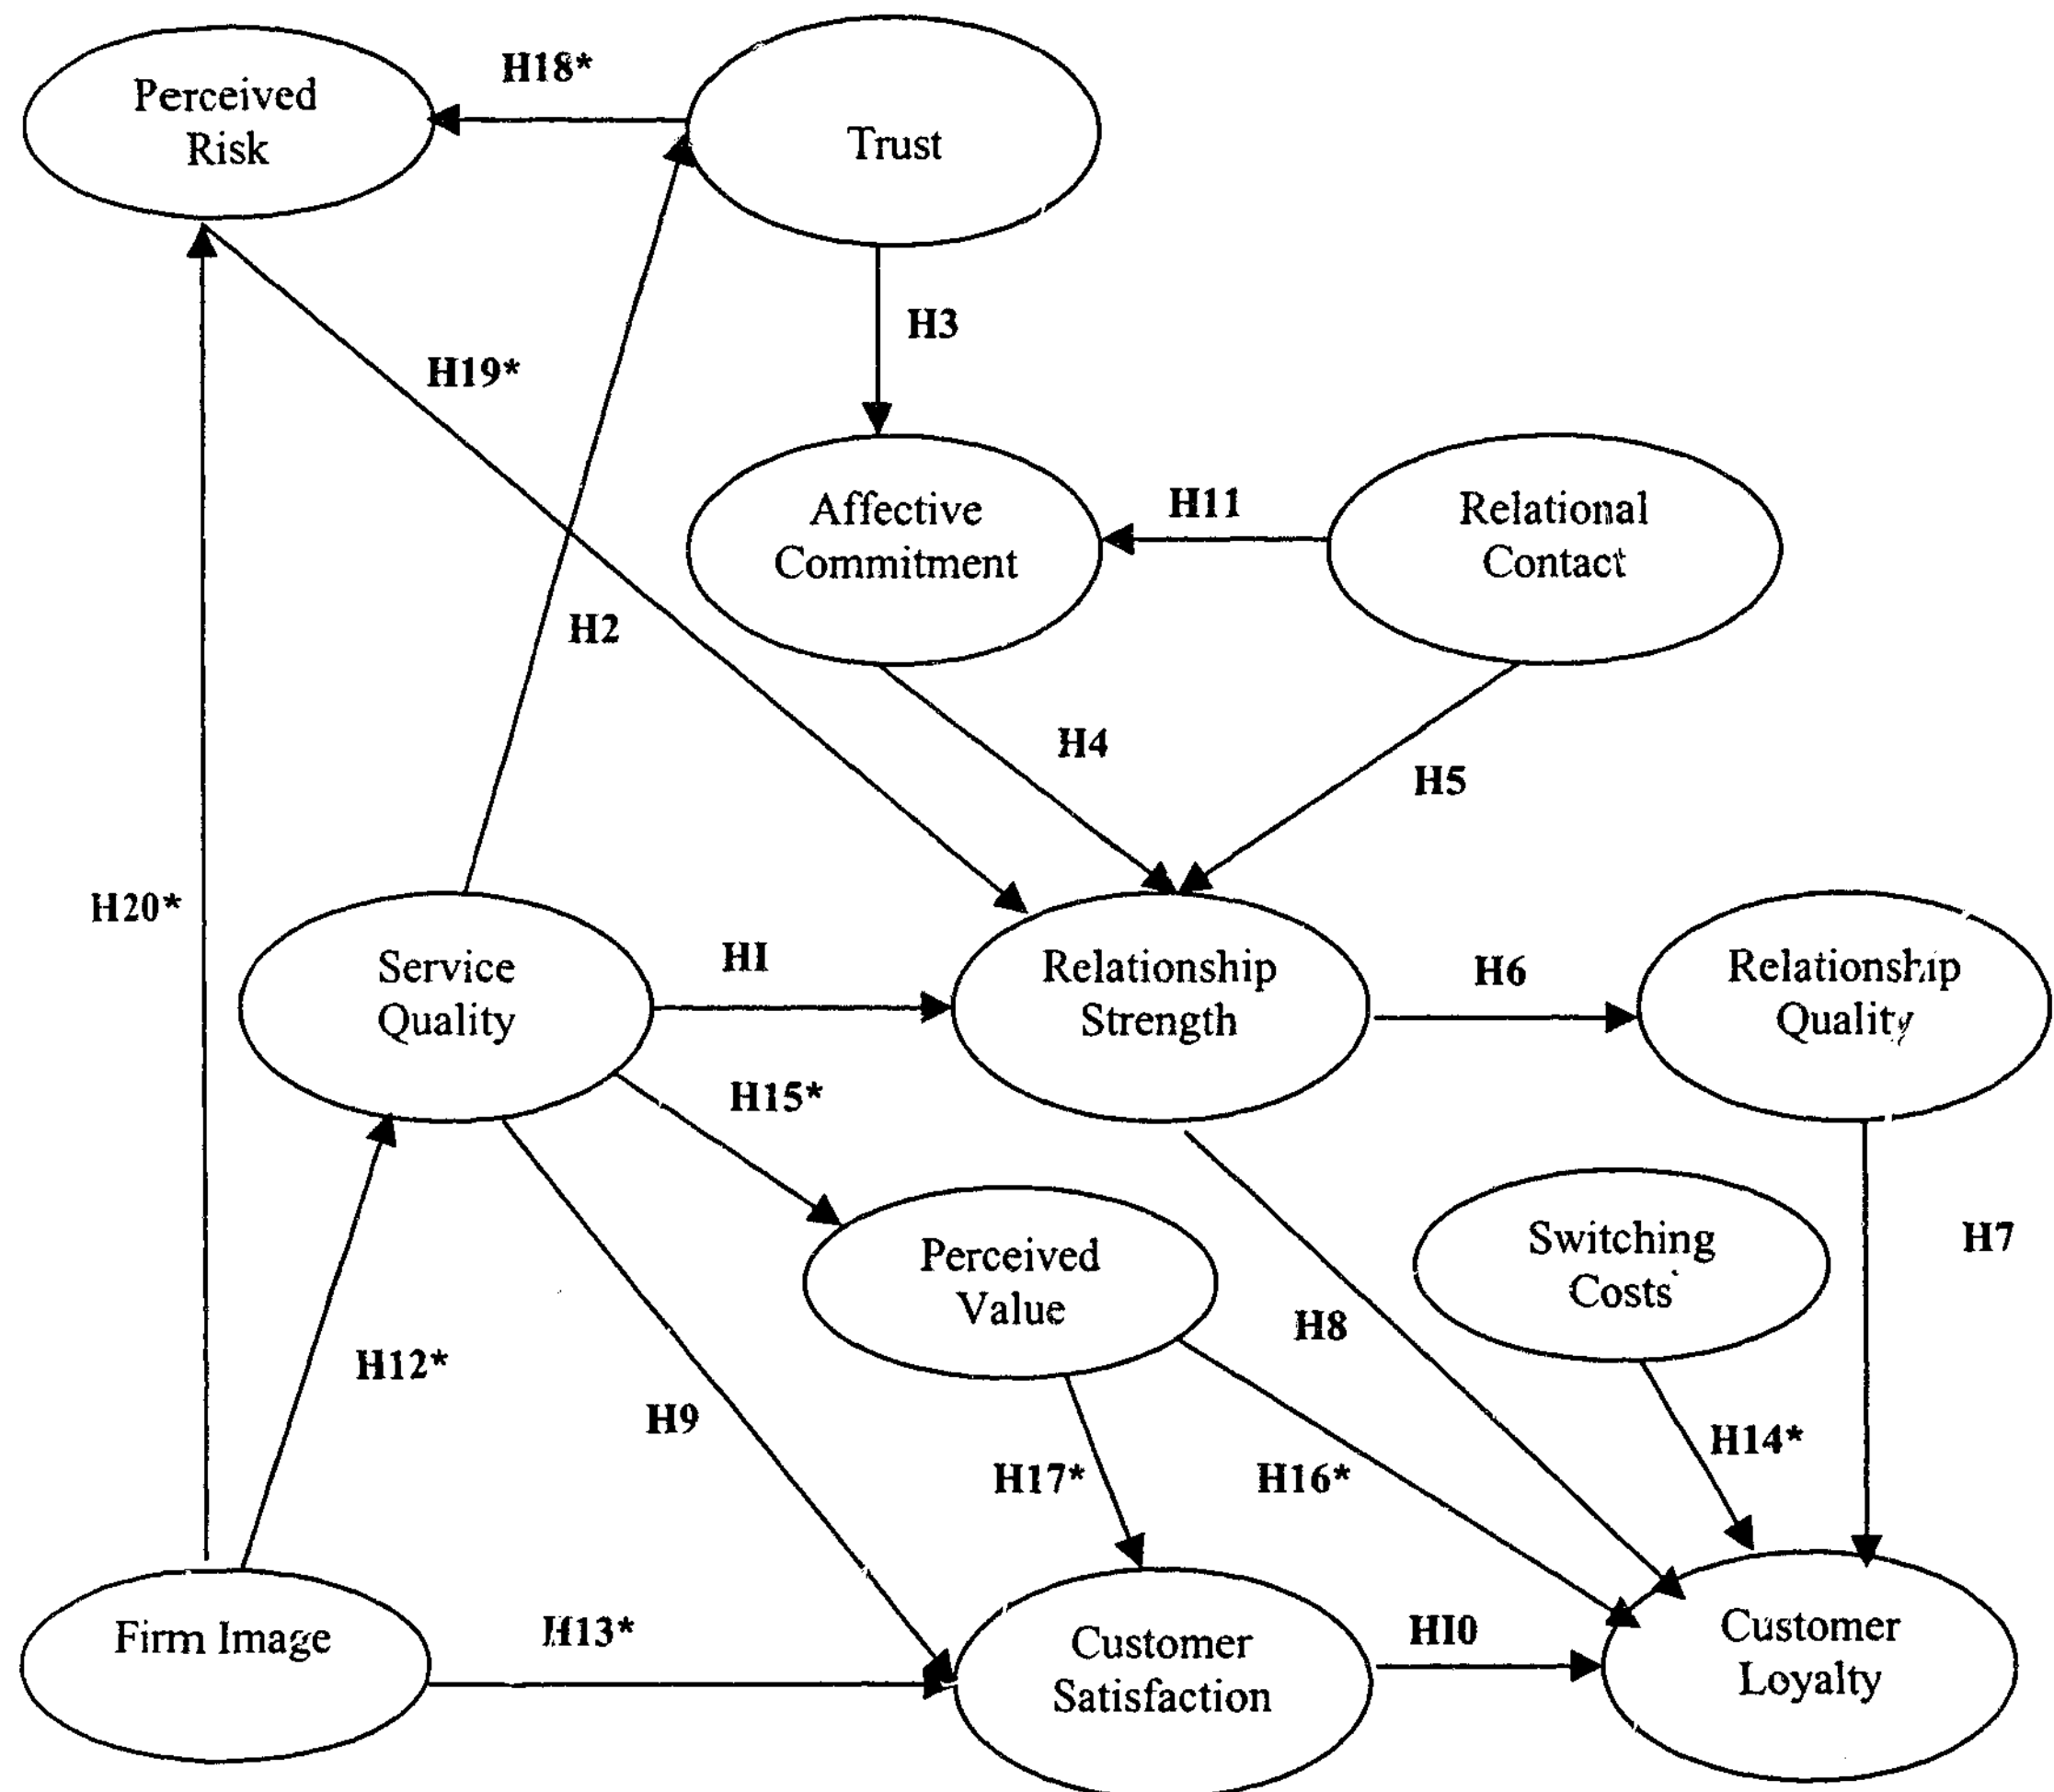 H18*
Perceived
Risk
Trust
H3
H19*
Affective
Commitment
H11
Relational
Contact
H2
H4
H5
H20*
Service
Quality
HI
Relationship
Strength
H6
Relationship
Quality
H15*
Perceived
Value
Switching
Costs
H7
H8
H12*
H9
H17*
H16*
H14*
Firm Image
H13*
Customer
Satisfaction
HI0
Customer
Loyalty